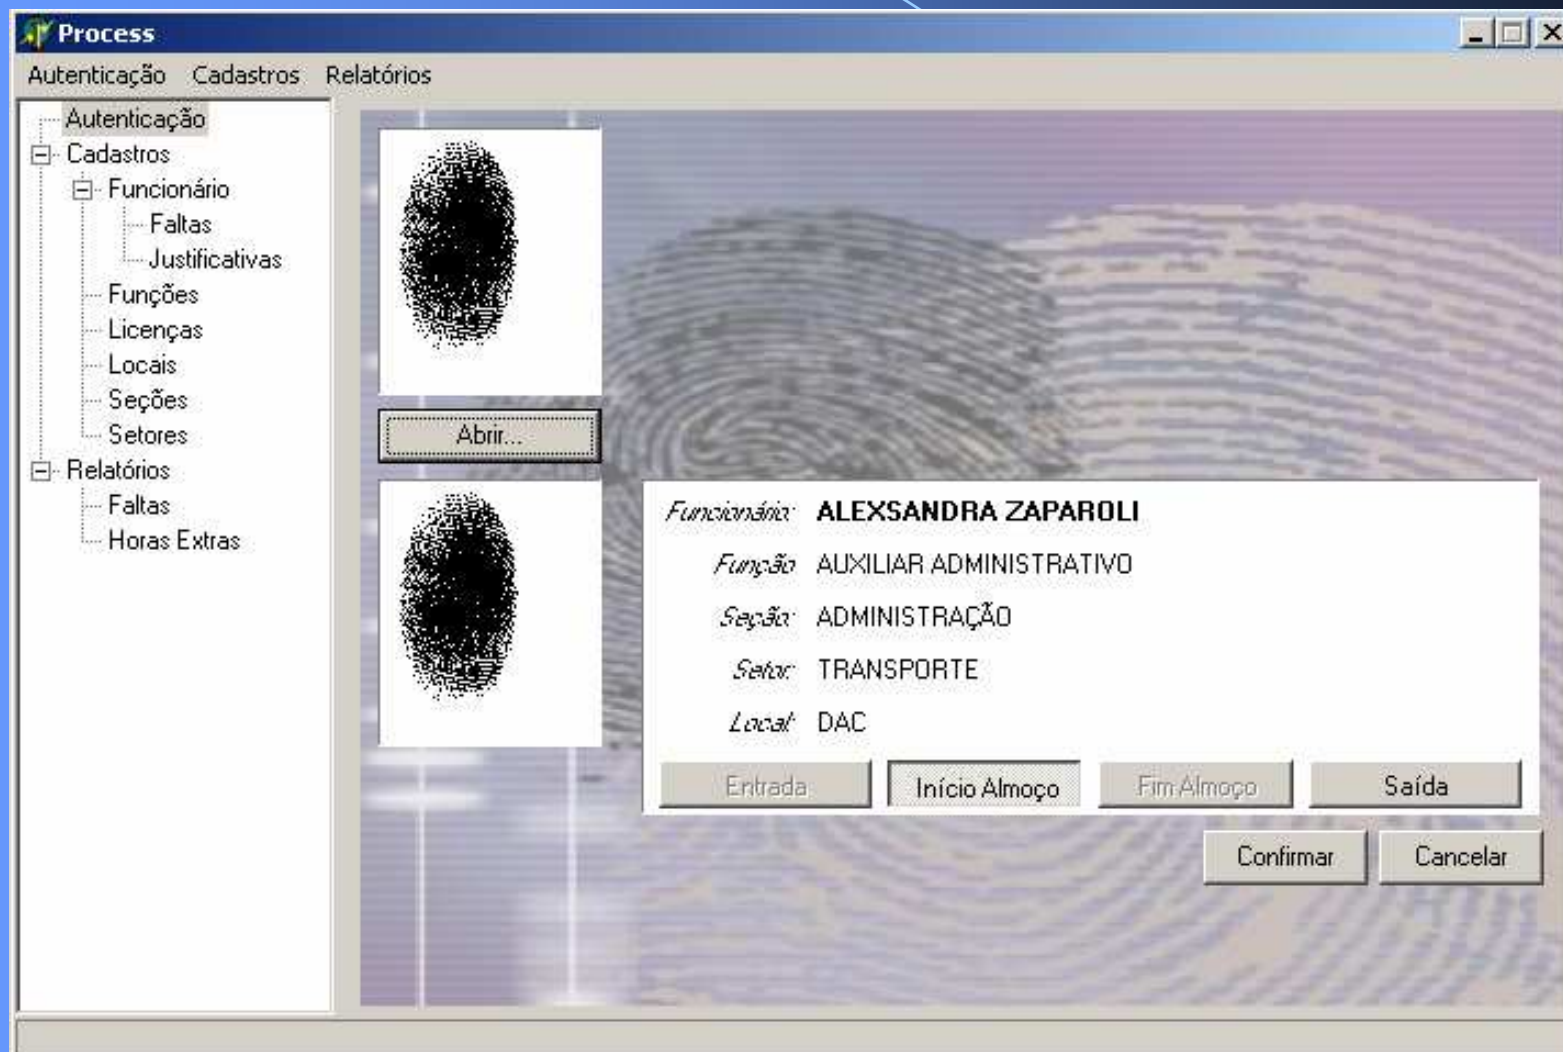 Process
Autenticação Cadastros Relatórios
Autenticação
Cadastros
Funcionário
Faltas
Justificativas
Funções
Licenças
Locais
Seções
Setores
Relatórios
Faltas
Horas Extras
Abrir...
Funcionário: ALEXSANDRA ZAPAROLI
Função AUXILIAR ADMINISTRATIVO
Seção: ADMINISTRAÇÃO
Setor: TRANSPORTE
Local: DAC
Entrada Início Almoço Fim Almoço Saída
Confirmar Cancelar